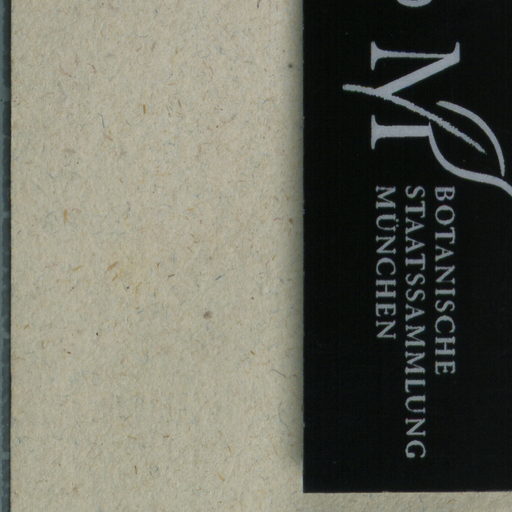 M
BOTANISCHE
STAATSSAMMLUNG
MÜNCHEN